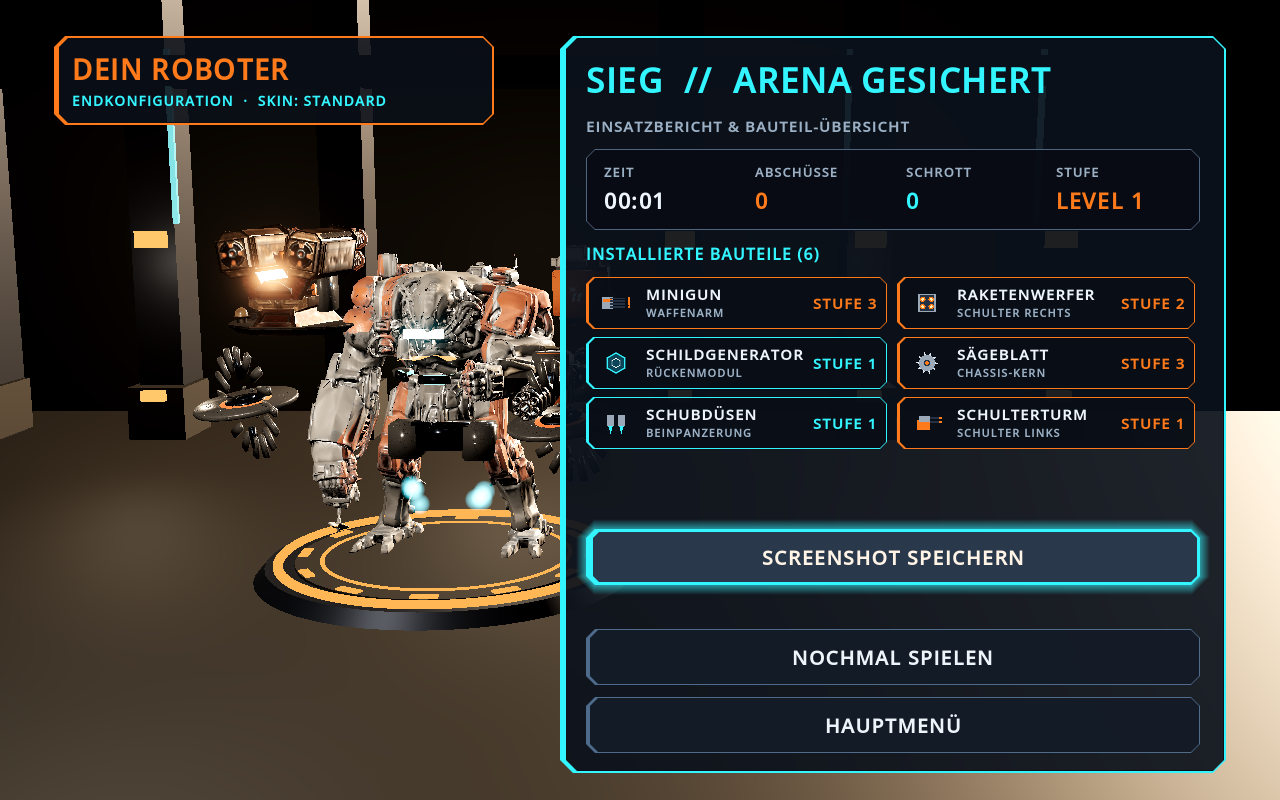 DEIN ROBOTER
ENDKONFIGURATION · SKIN: STANDARD
SIEG // ARENA GESICHERT
EINSATZBERICHT & BAUTEIL-ÜBERSICHT
ZEIT ABSCHÜSSE SCHROTT STUFE
00:01 0 0 LEVEL 1
INSTALLIERTE BAUTEILE (6)
MINIGUN
WAFFENARM
STUFE 3
RAKETENWERFER
SCHULTER RECHTS
STUFE 2
SCHILDGENERATOR
RÜCKENMODUL
STUFE 1
SÄGEBLATT
CHASSIS-KERN
STUFE 3
SCHUBDÜSEN
BEINPANZERUNG
STUFE 1
SCHULTERTURM
SCHULTER LINKS
STUFE 1
SCREENSHOT SPEICHERN
NOCHMAL SPIELEN
HAUPTMENÜ